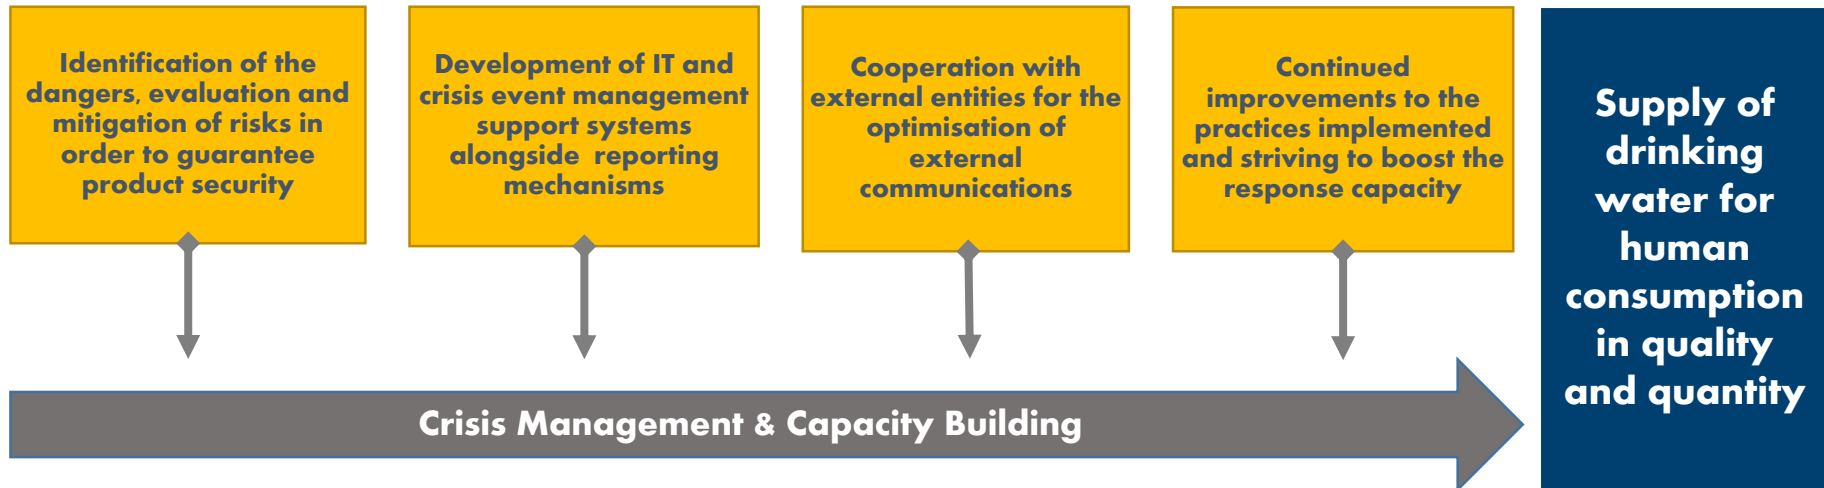 Identification of the
dangers, evaluation and
mitigation of risks in
order to guarantee
product security
Development of IT and
crisis event management
support systems
alongside reporting
mechanisms
Cooperation with
external entities for the
optimisation of
external
communications
Continued
improvements to the
practices implemented
and striving to boost the
response capacity
Supply of
drinking
water for
human
consumption
in quality
and quantity
Crisis Management & Capacity Building